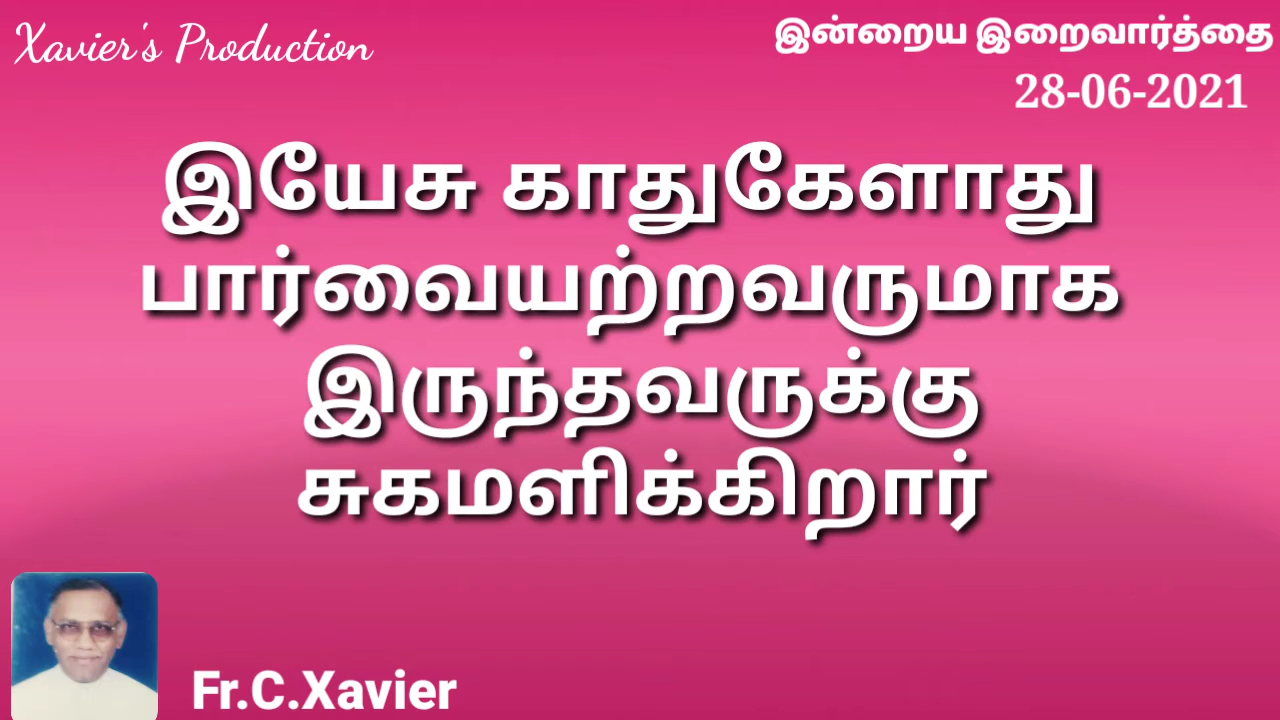 Xavier's Production
இன்றைய இறைவார்த்தை
28-06-2021
இயேசு காதுகேளாது
பார்வையற்றவருமாக
இருந்தவருக்கு
சுகமளிக்கிறார்
Fr.C.Xavier